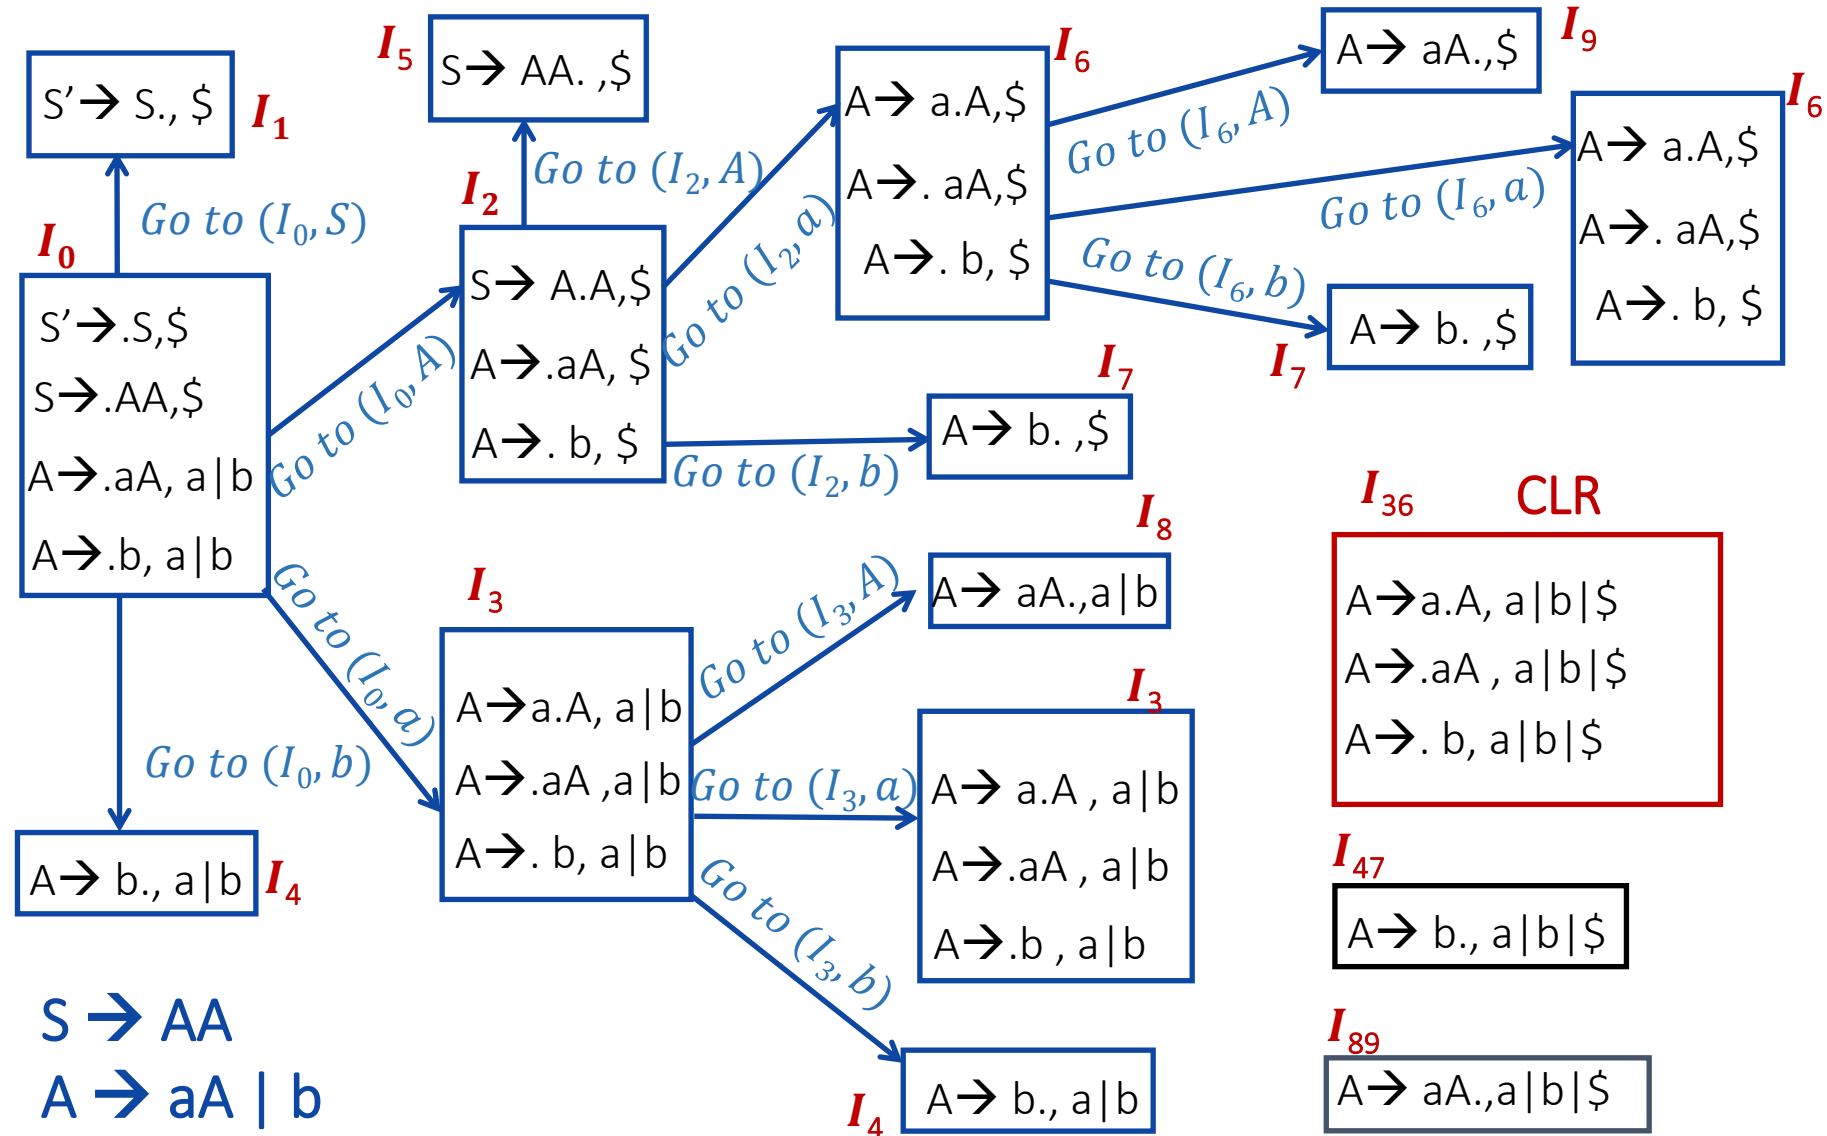 I1
S'→ S., $
Go to (I0, S)
I0
S'→.S,$
S→.AA,$
A→.aA, a|b
A→.b, a|b
Go to (I0, A)
Go to (I0, a)
Go to (I0, b)
A→ b., a|b
I4
S → AA
A → aA | b
I5
S→ AA. ,$
Go to (I2, A)
I2
S→ A.A,$
A→.aA, $
A→. b, $
Go to (I2, a)
Go to (I2, b)
I3
A→a.A, a|b
A→.aA ,a|b
A→. b, a|b
Go to (I3, A)
Go to (I3, a)
Go to (I3, b)
I6
A→ a.A,$
A→. aA,$
A→. b, $
Go to (I6, A)
Go to (I6, a)
Go to (I6, b)
I7
A→ b. ,$
I8
A→ aA.,a|b
I3
A→ a.A , a|b
A→.aA , a|b
A→.b , a|b
I4
A→ b., a|b
I9
A→ aA.,$
I6
A→ a.A,$
A→. aA,$
A→. b, $
I7
A→ b. ,$
I36
CLR
A→a.A, a|b|$
A→.aA , a|b|$
A→. b, a|b|$
I47
A→ b., a|b|$
I89
A→ aA.,a|b|$